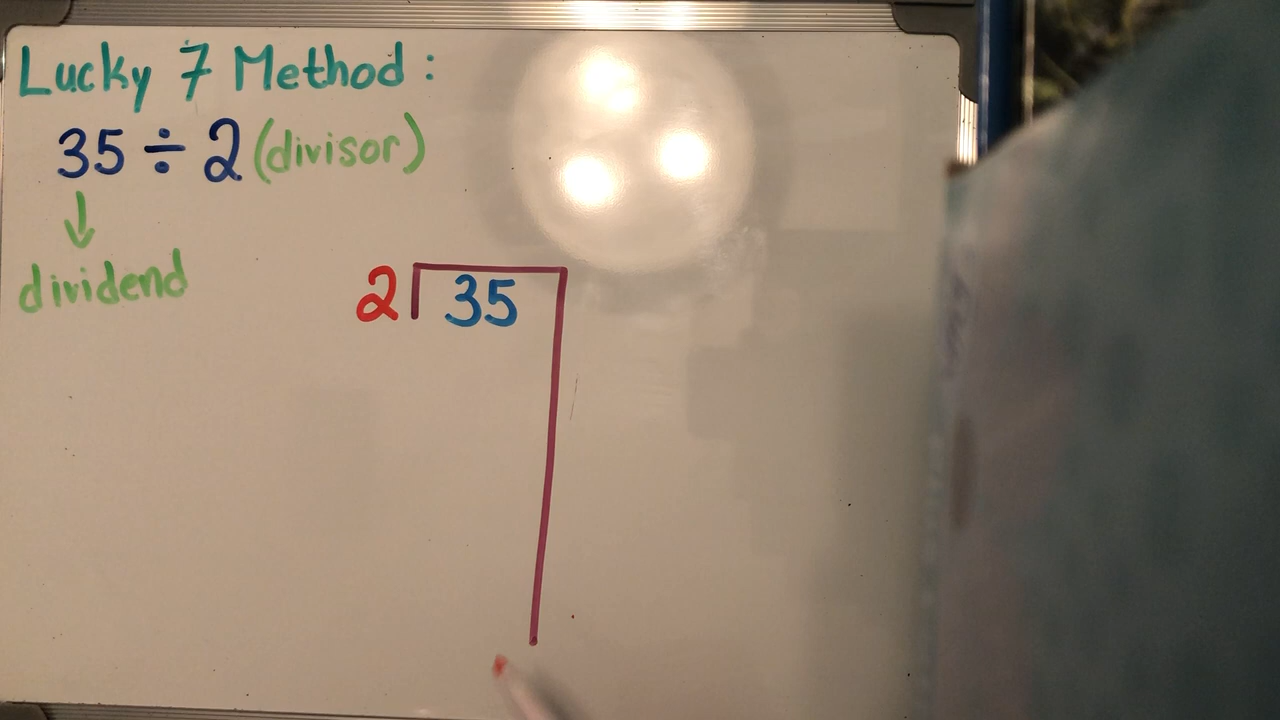 Lucky 7 Method:
35 ÷ 2 (divisor)
↓
dividend
2 35